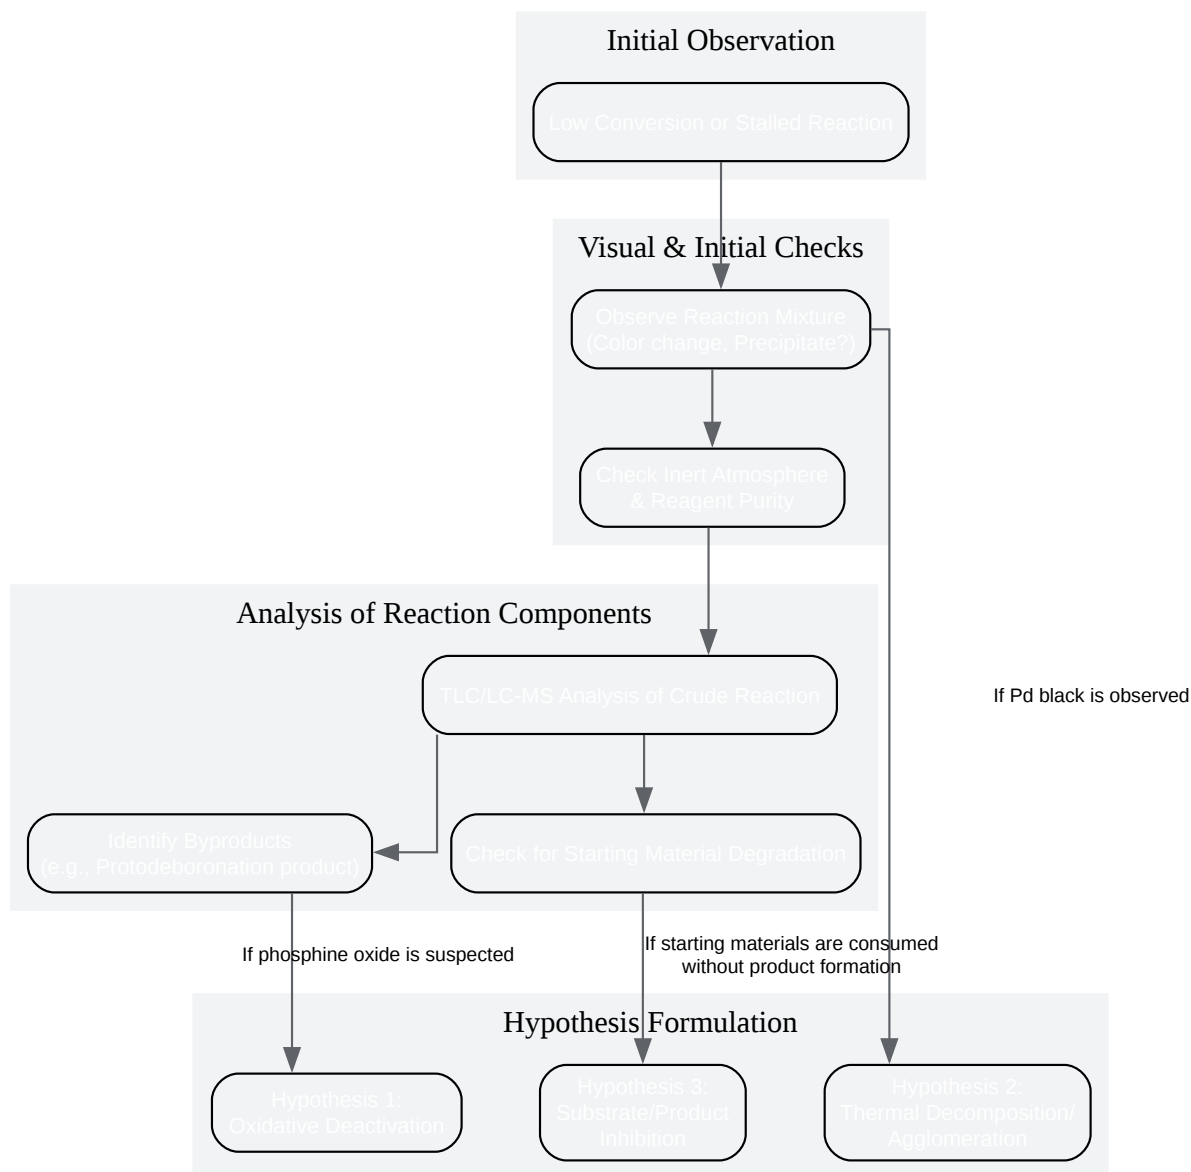 Initial Observation
Low Conversion or Stalled Reaction
Visual & Initial Checks
Observe Reaction Mixture
(Color change, Precipitate?)
Check Inert Atmosphere
& Reagent Purity
Analysis of Reaction Components
TLC/LC-MS Analysis of Crude Reaction
If Pd black is observed
Identify Byproducts
(e.g., Protodeboronation product)
Check for Starting Material Degradation
If phosphine oxide is suspected
If starting materials are consumed
without product formation
Hypothesis Formulation
Hypothesis 1:
Oxidative Deactivation
Hypothesis 3:
Substrate/Product
Inhibition
Hypothesis 2:
Thermal Decomposition/
Agglomeration